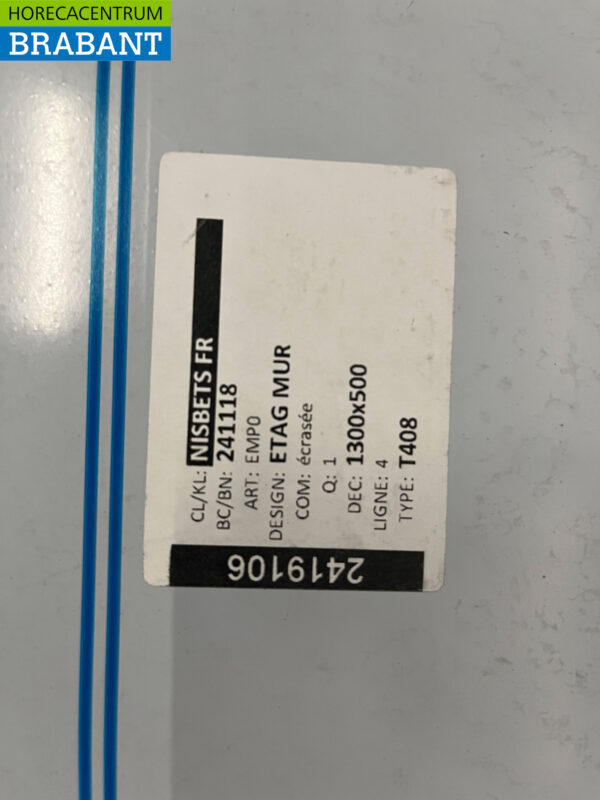 HORECACENTRUM
BRABANT
CL/KL: NISBETS FR
BC/BN: 241118
ART: EMP0
DESIGN: ETAG MUR
COM: écrasée
Q: 1
DEC: 1300x500
LIGNE: 4
TYPE: T408
2419106